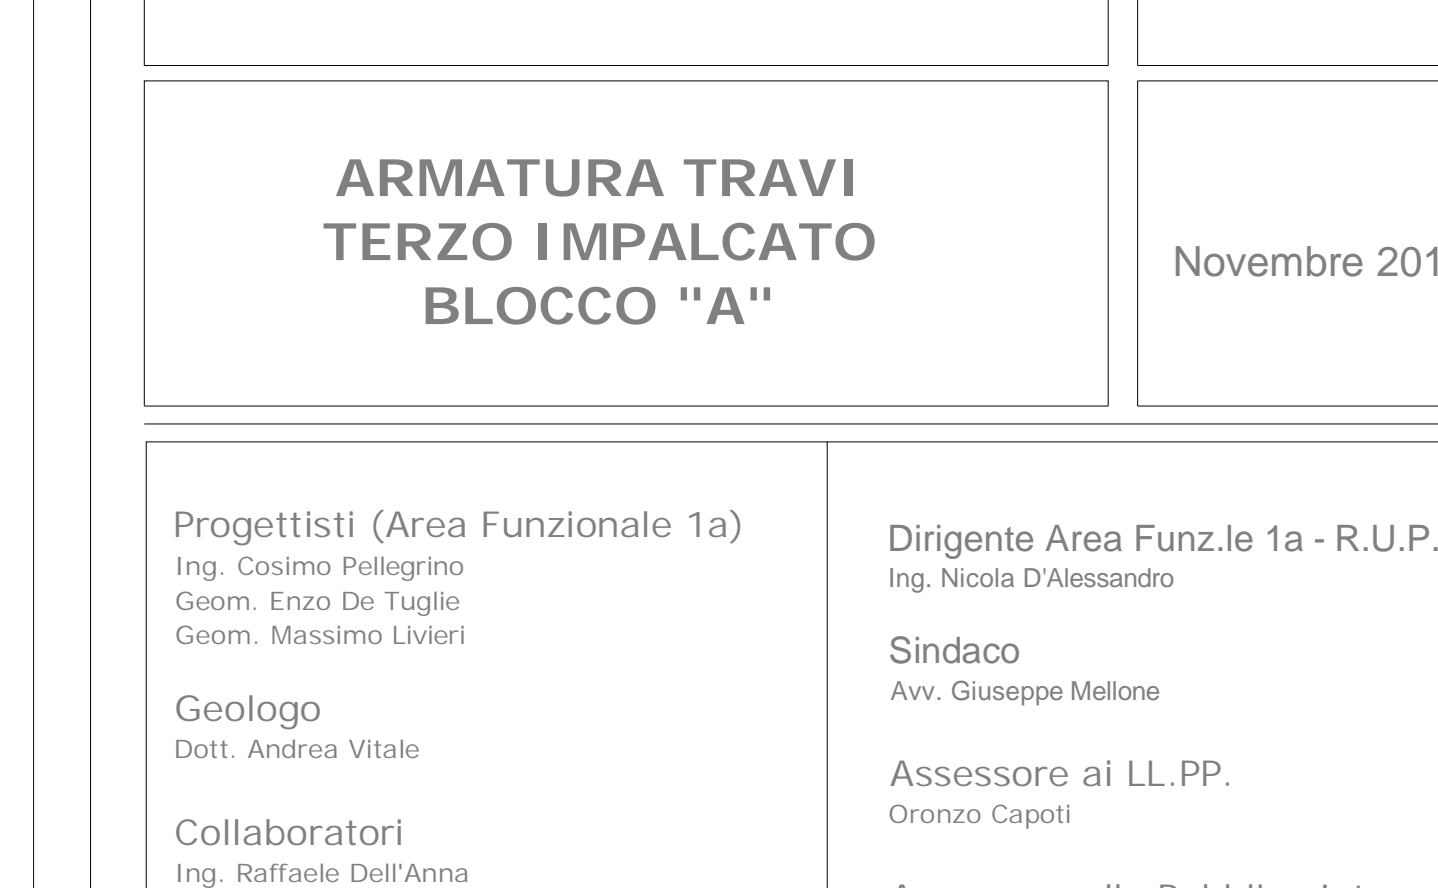 ARMATURA TRAVI
TERZO IMPALCATO
BLOCCO "A"
Novembre 201
Progettisti (Area Funzionale 1a)
Ing. Cosimo Pellegrino
Geom. Enzo De Tuglie
Geom. Massimo Livieri
Geologo
Dott. Andrea Vitale
Collaboratori
Ing. Raffaele Dell'Anna
Dirigente Area Funz.le 1a - R.U.P.
Ing. Nicola D'Alessandro
Sindaco
Avv. Giuseppe Mellone
Assessore ai LL.PP.
Oronzo Capoti